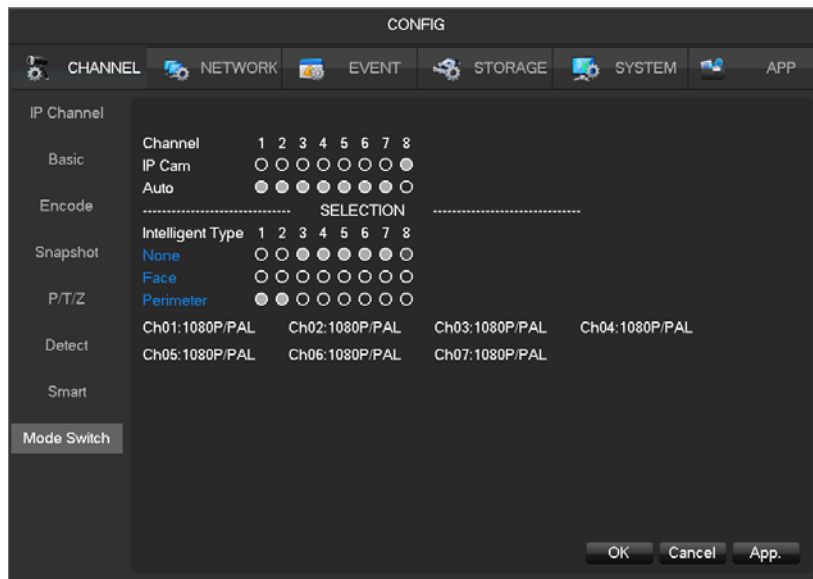 CONFIG
CHANNEL NETWORK EVENT STORAGE SYSTEM APP
IP Channel
Basic
Encode
Snapshot
P/T/Z
Detect
Smart
Mode Switch
Channel 1 2 3 4 5 6 7 8
IP Cam
Auto
-------------------------------- SELECTION --------------------------------
Intelligent Type 1 2 3 4 5 6 7 8
None
Face
Perimeter
Ch01:1080P/PAL Ch02:1080P/PAL Ch03:1080P/PAL Ch04:1080P/PAL
Ch05:1080P/PAL Ch06:1080P/PAL Ch07:1080P/PAL
OK Cancel App.